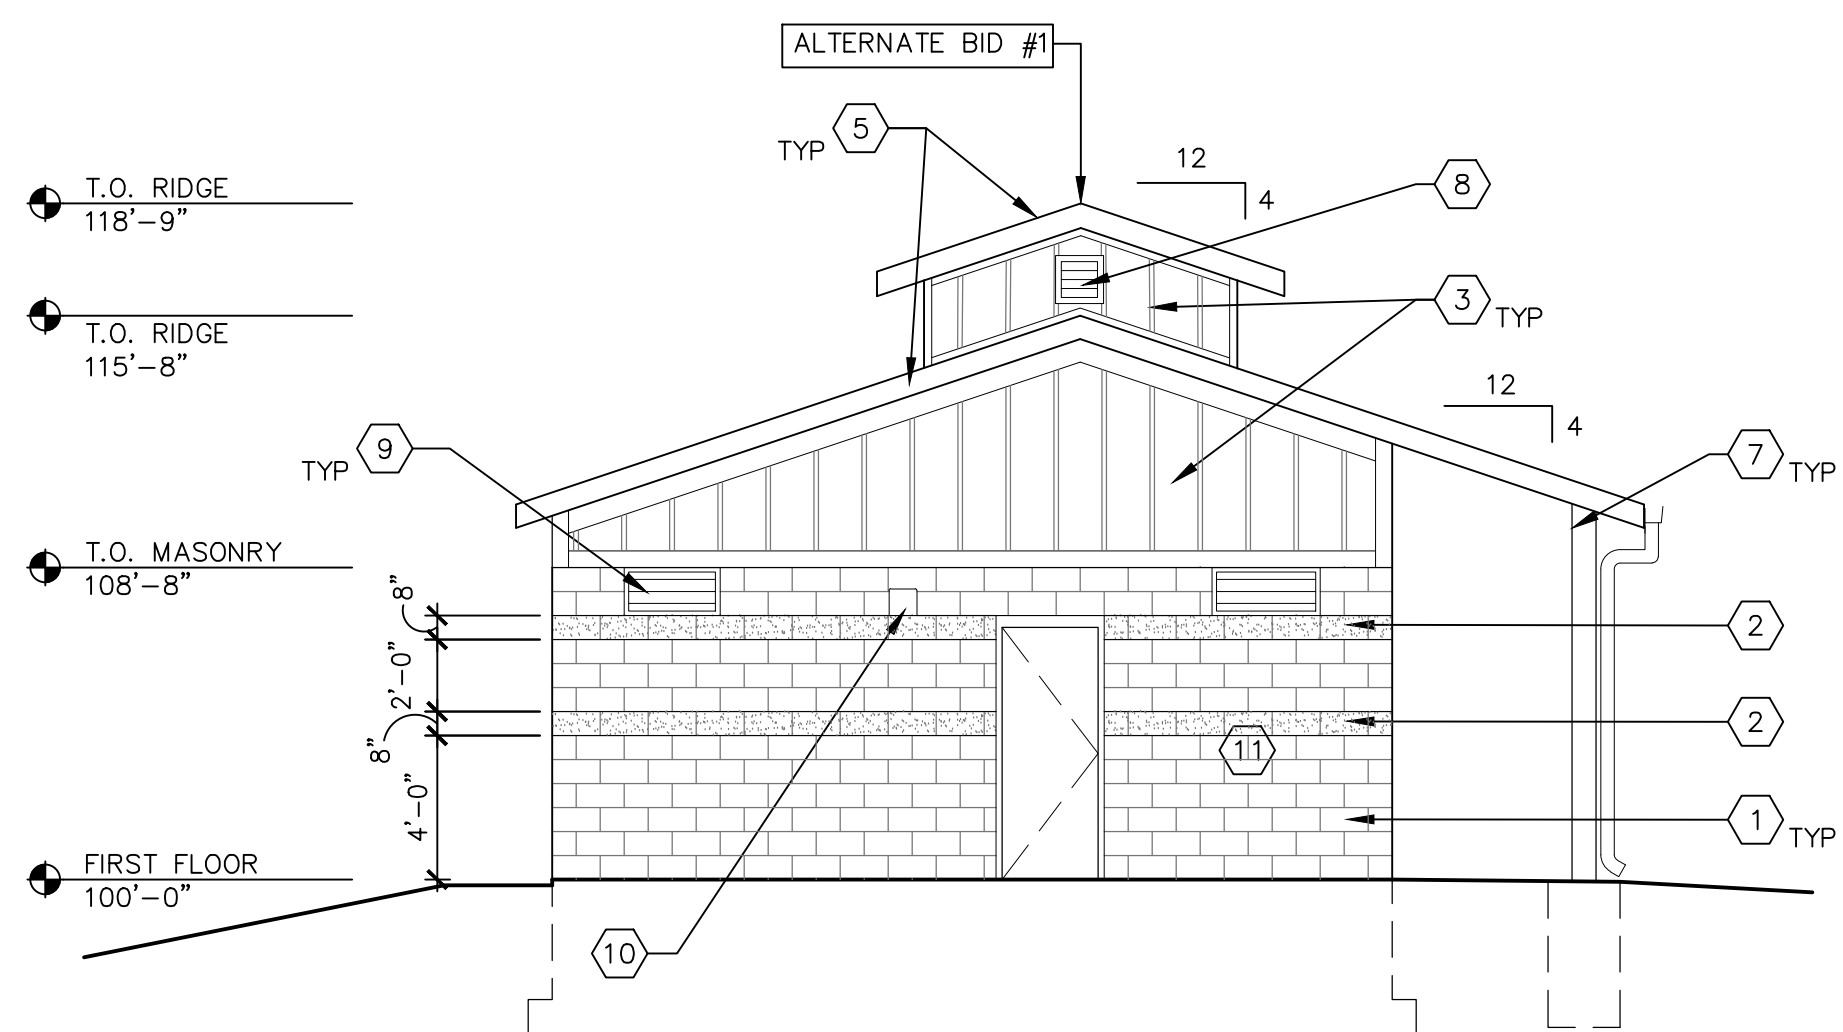 ALTERNATE BID #1
5
TYP
12
4
8
T.O. RIDGE
118'-9"
3
TYP
T.O. RIDGE
115'-8"
12
4
9
TYP
7
TYP
T.O. MASONRY
108'-8"
8"
2
2'-0"
2
8"
11
4'-0"
1
TYP
FIRST FLOOR
100'-0"
10